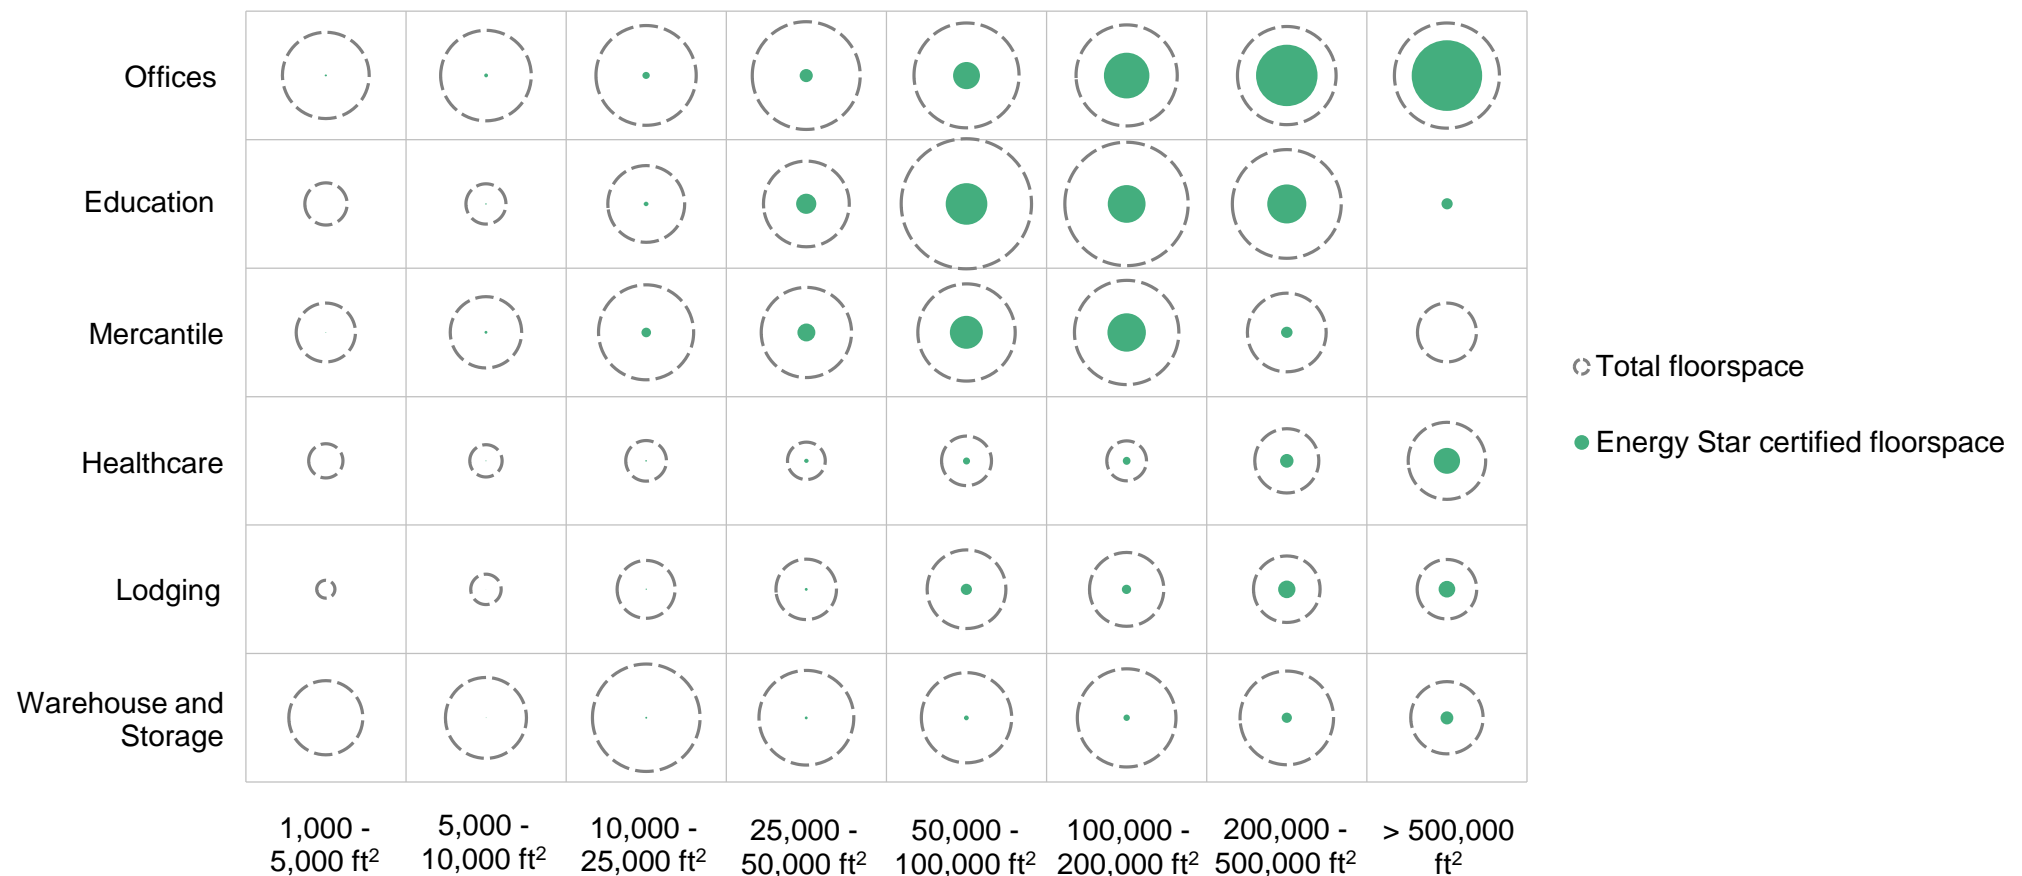 Offices
Education
Mercantile
Healthcare
Lodging
Warehouse and
Storage
Total floorspace
Energy Star certified floorspace
1,000 -
5,000 ft²
5,000 -
10,000 ft²
10,000 -
25,000 ft²
25,000 -
50,000 ft²
50,000 -
100,000 ft²
100,000 -
200,000 ft²
200,000 -
500,000 ft²
> 500,000
ft²